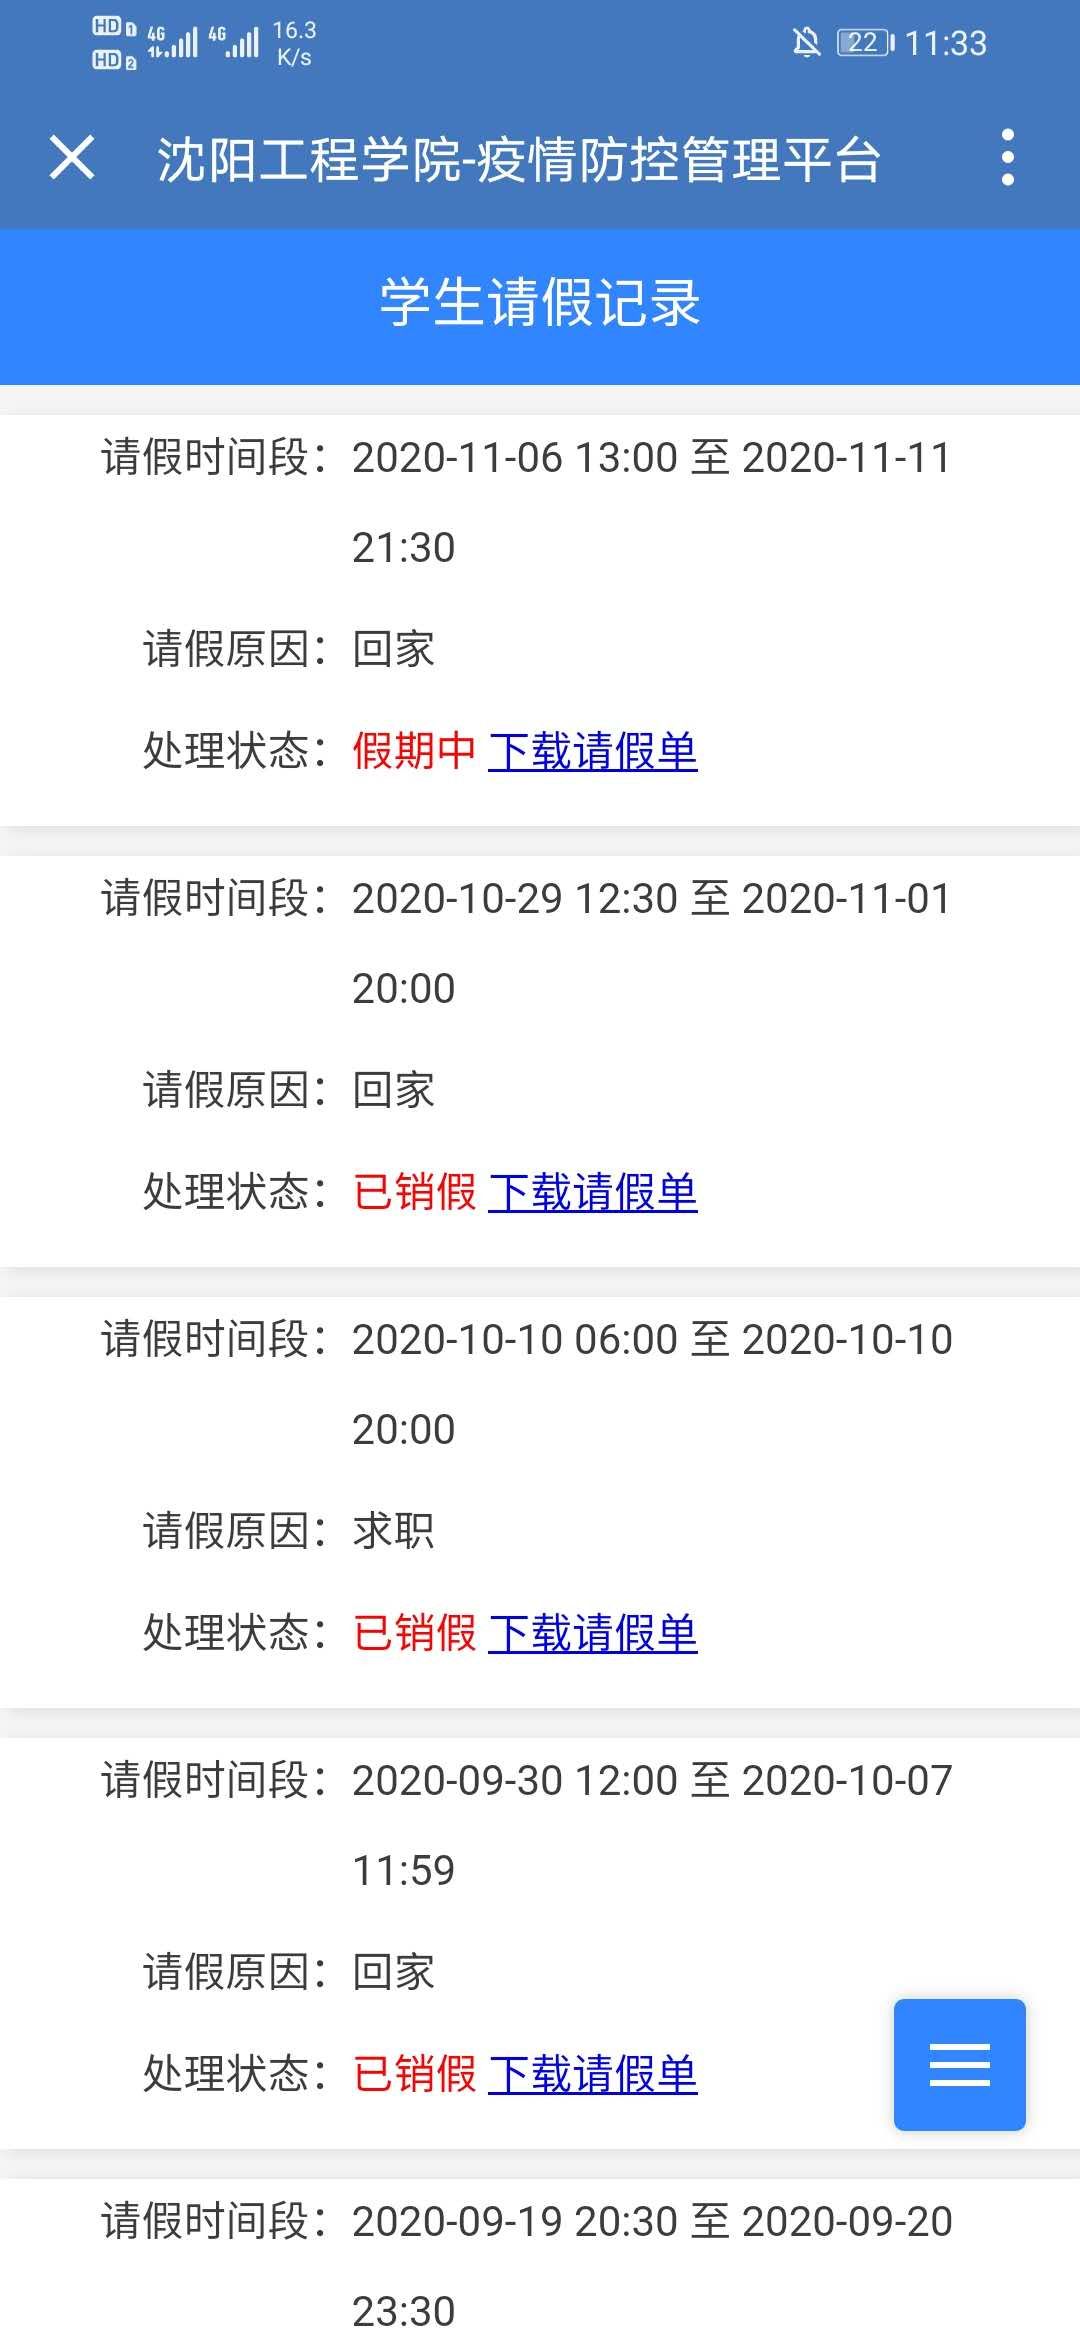 HD 1 4G 4G 16.3
HD 2 K/s
22 11:33
沈阳工程学院-疫情防控管理平台
学生请假记录
请假时间段：2020-11-06 13:00 至 2020-11-11
21:30
请假原因：回家
处理状态：假期中 下载请假单
请假时间段：2020-10-29 12:30 至 2020-11-01
20:00
请假原因：回家
处理状态：已销假 下载请假单
请假时间段：2020-10-10 06:00 至 2020-10-10
20:00
请假原因：求职
处理状态：已销假 下载请假单
请假时间段：2020-09-30 12:00 至 2020-10-07
11:59
请假原因：回家
处理状态：已销假 下载请假单
请假时间段：2020-09-19 20:30 至 2020-09-20
23:30